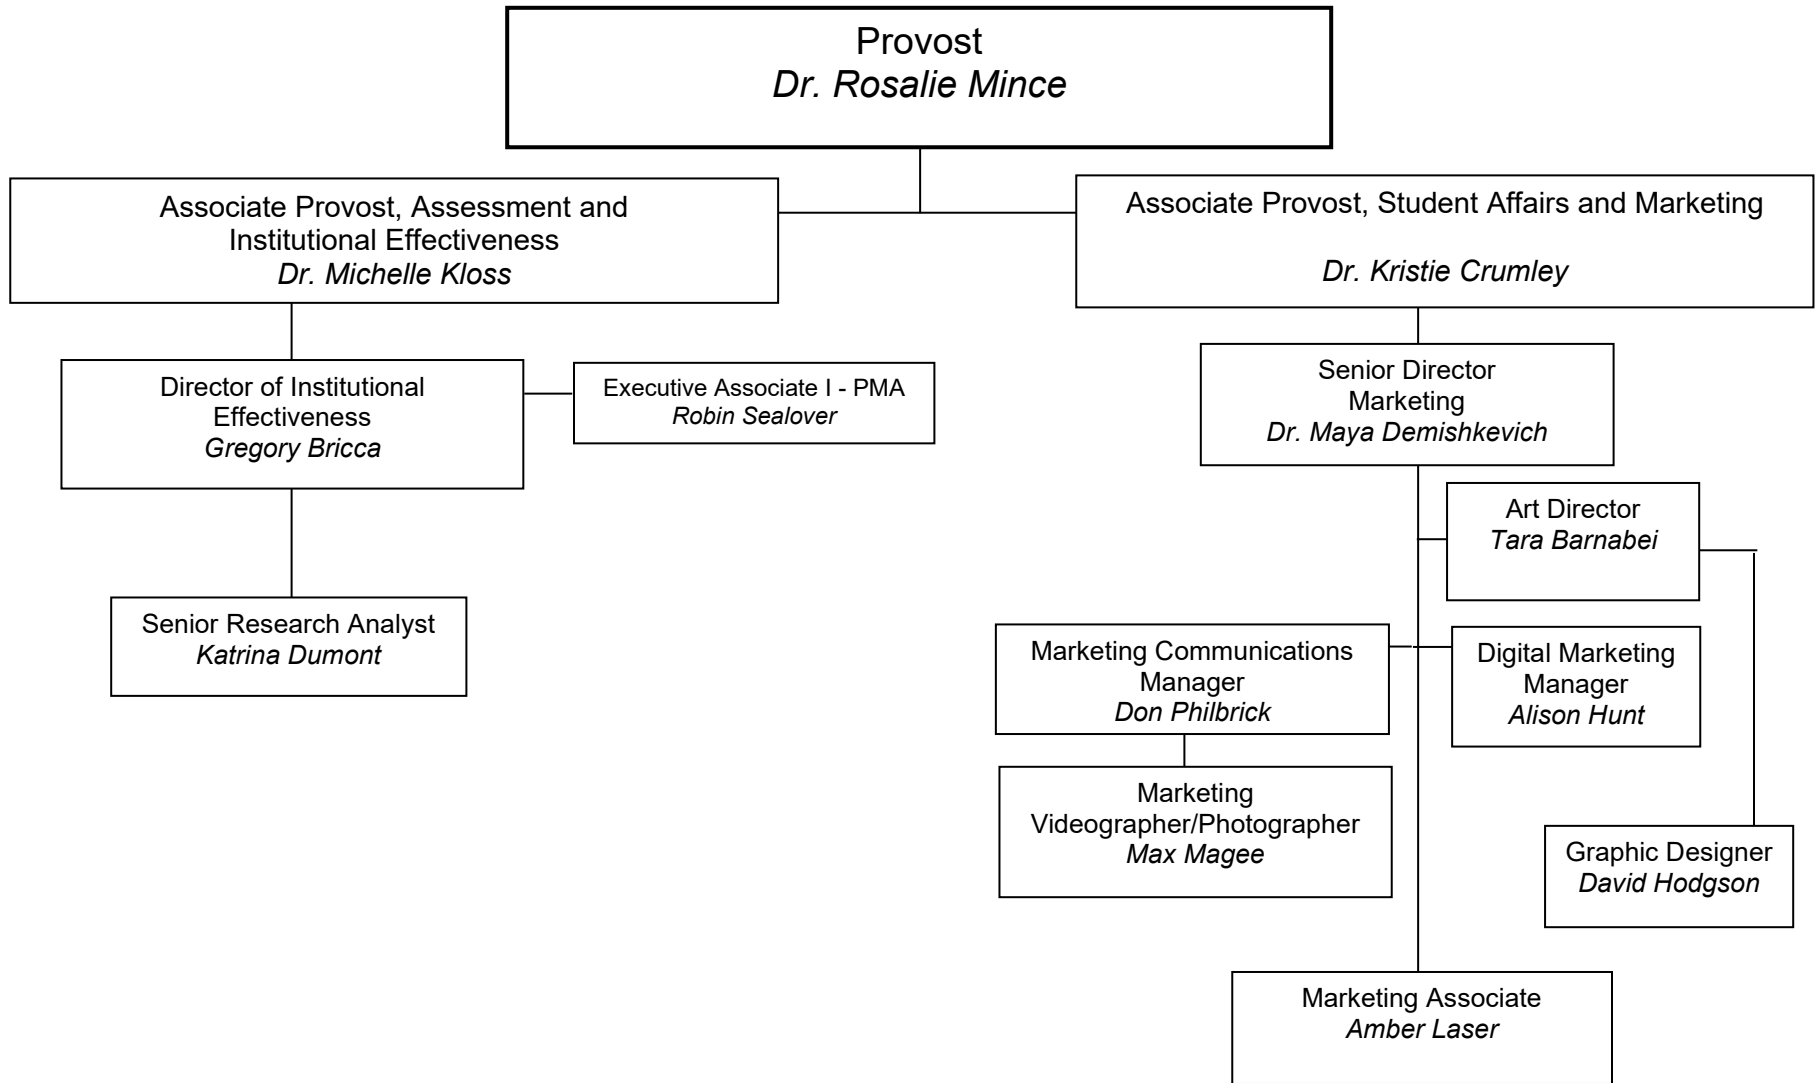 Provost
Dr. Rosalie Mince
Associate Provost, Assessment and
Institutional Effectiveness
Dr. Michelle Kloss
Associate Provost, Student Affairs and Marketing
Dr. Kristie Crumley
Director of Institutional
Effectiveness
Gregory Bricca
Executive Associate I - PMA
Robin Sealover
Senior Director
Marketing
Dr. Maya Demishkevich
Art Director
Tara Barnabei
Senior Research Analyst
Katrina Dumont
Marketing Communications
Manager
Don Philbrick
Digital Marketing
Manager
Alison Hunt
Marketing
Videographer/Photographer
Max Magee
Graphic Designer
David Hodgson
Marketing Associate
Amber Laser